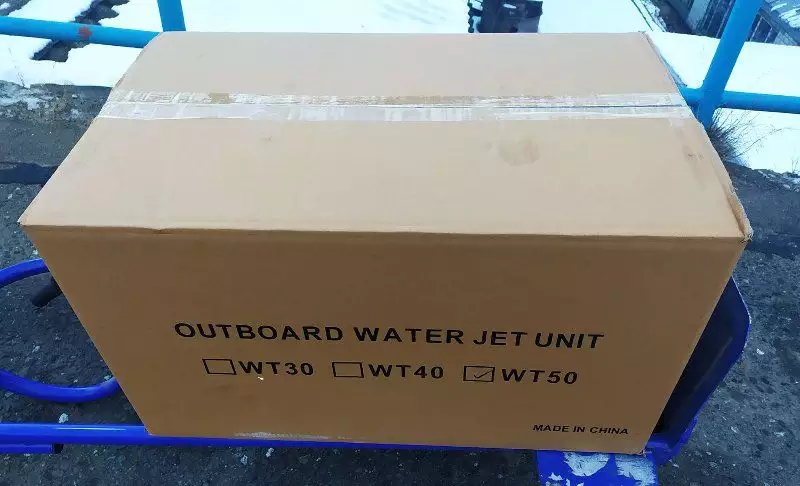 OUTBOARD WATER JET UNIT
☐WT30 ☐WT40 ☑WT50
MADE IN CHINA